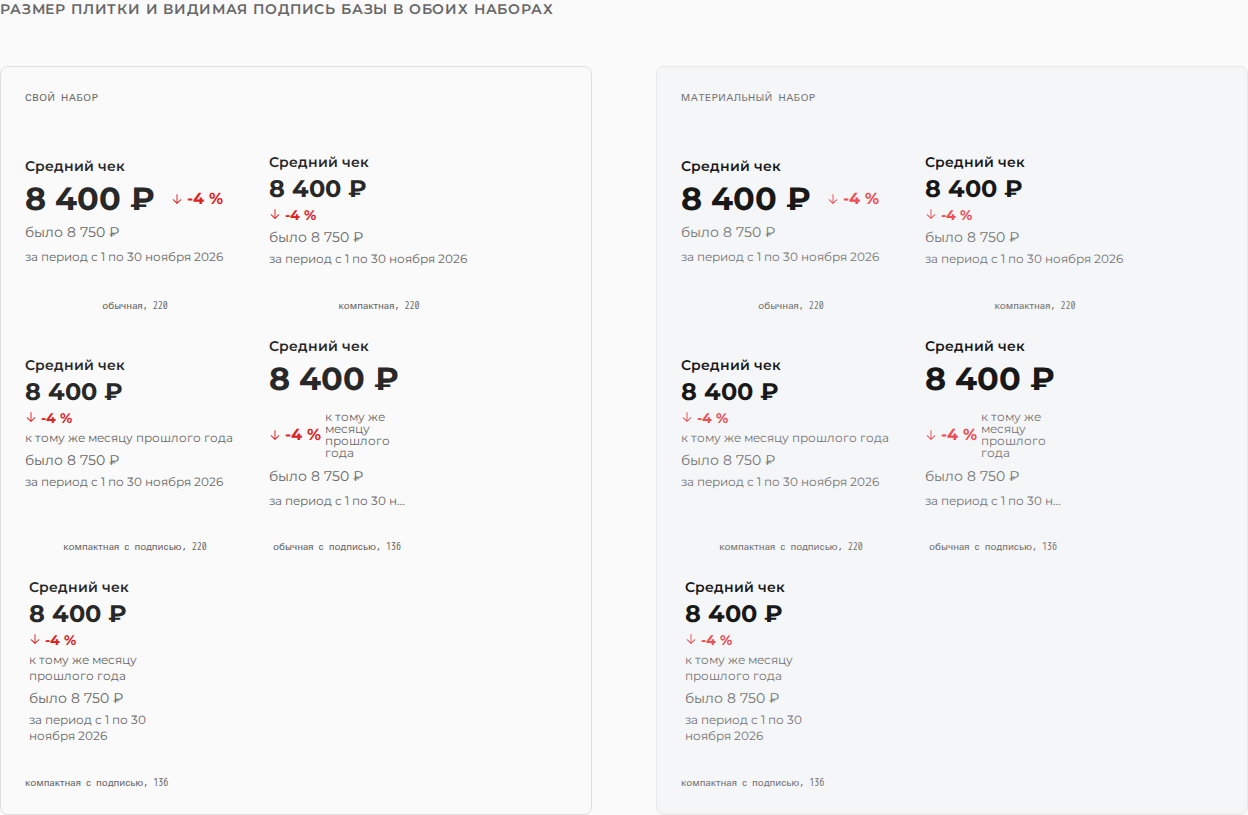 РАЗМЕР ПЛИТКИ И ВИДИМАЯ ПОДПИСЬ БАЗЫ В ОБОИХ НАБОРАХ
СВОЙ НАБОР
Средний чек
8 400 ₽
↓ -4 %
было 8 750 ₽
за период с 1 по 30 ноября 2026
обычная, 220
Средний чек
8 400 ₽
↓ -4 %
было 8 750 ₽
за период с 1 по 30 ноября 2026
компактная, 220
Средний чек
8 400 ₽
↓ -4 %
к тому же месяцу прошлого года
было 8 750 ₽
за период с 1 по 30 ноября 2026
компактная с подписью, 220
Средний чек
8 400 ₽
↓ -4 %
к тому же
месяцу
прошлого
года
было 8 750 ₽
за период с 1 по 30 н...
обычная с подписью, 136
Средний чек
8 400 ₽
↓ -4 %
к тому же месяцу
прошлого года
было 8 750 ₽
за период с 1 по 30
ноября 2026
компактная с подписью, 136
МАТЕРИАЛЬНЫЙ НАБОР
Средний чек
8 400 ₽
↓ -4 %
было 8 750 ₽
за период с 1 по 30 ноября 2026
обычная, 220
Средний чек
8 400 ₽
↓ -4 %
было 8 750 ₽
за период с 1 по 30 ноября 2026
компактная, 220
Средний чек
8 400 ₽
↓ -4 %
к тому же месяцу прошлого года
было 8 750 ₽
за период с 1 по 30 ноября 2026
компактная с подписью, 220
Средний чек
8 400 ₽
↓ -4 %
к тому же
месяцу
прошлого
года
было 8 750 ₽
за период с 1 по 30 н...
обычная с подписью, 136
Средний чек
8 400 ₽
↓ -4 %
к тому же месяцу
прошлого года
было 8 750 ₽
за период с 1 по 30
ноября 2026
компактная с подписью, 136